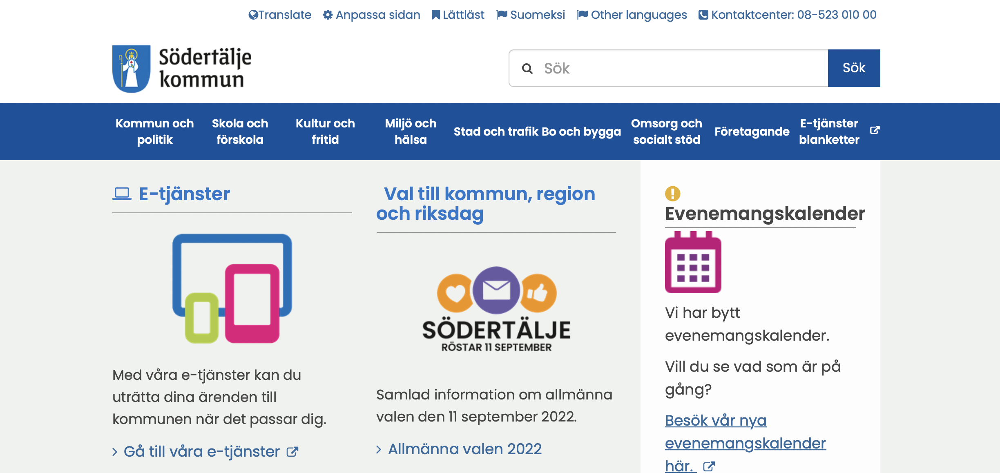 Translate Anpassa sidan Lättläst Suomeksi Other languages Kontaktcenter: 08-523 010 00
Södertälje
kommun
Sök Sök
Kommun och
politik
Skola och
förskola
Kultur och
fritid
Miljö och
hälsa
Stad och trafik
Bo och bygga
Omsorg och
socialt stöd
Företagande
E-tjänster
blanketter
E-tjänster
Med våra e-tjänster kan du
uträtta dina ärenden till
kommunen när det passar dig.
Gå till våra e-tjänster
Val till kommun, region
och riksdag
SÖDERTÄLJE
RÖSTAR 11 SEPTEMBER
Samlad information om allmänna
valen den 11 september 2022.
Allmänna valen 2022
Evenemangskalender
Vi har bytt
evenemangskalender.
Vill du se vad som är på
gång?
Besök vår nya
evenemangskalender
här.